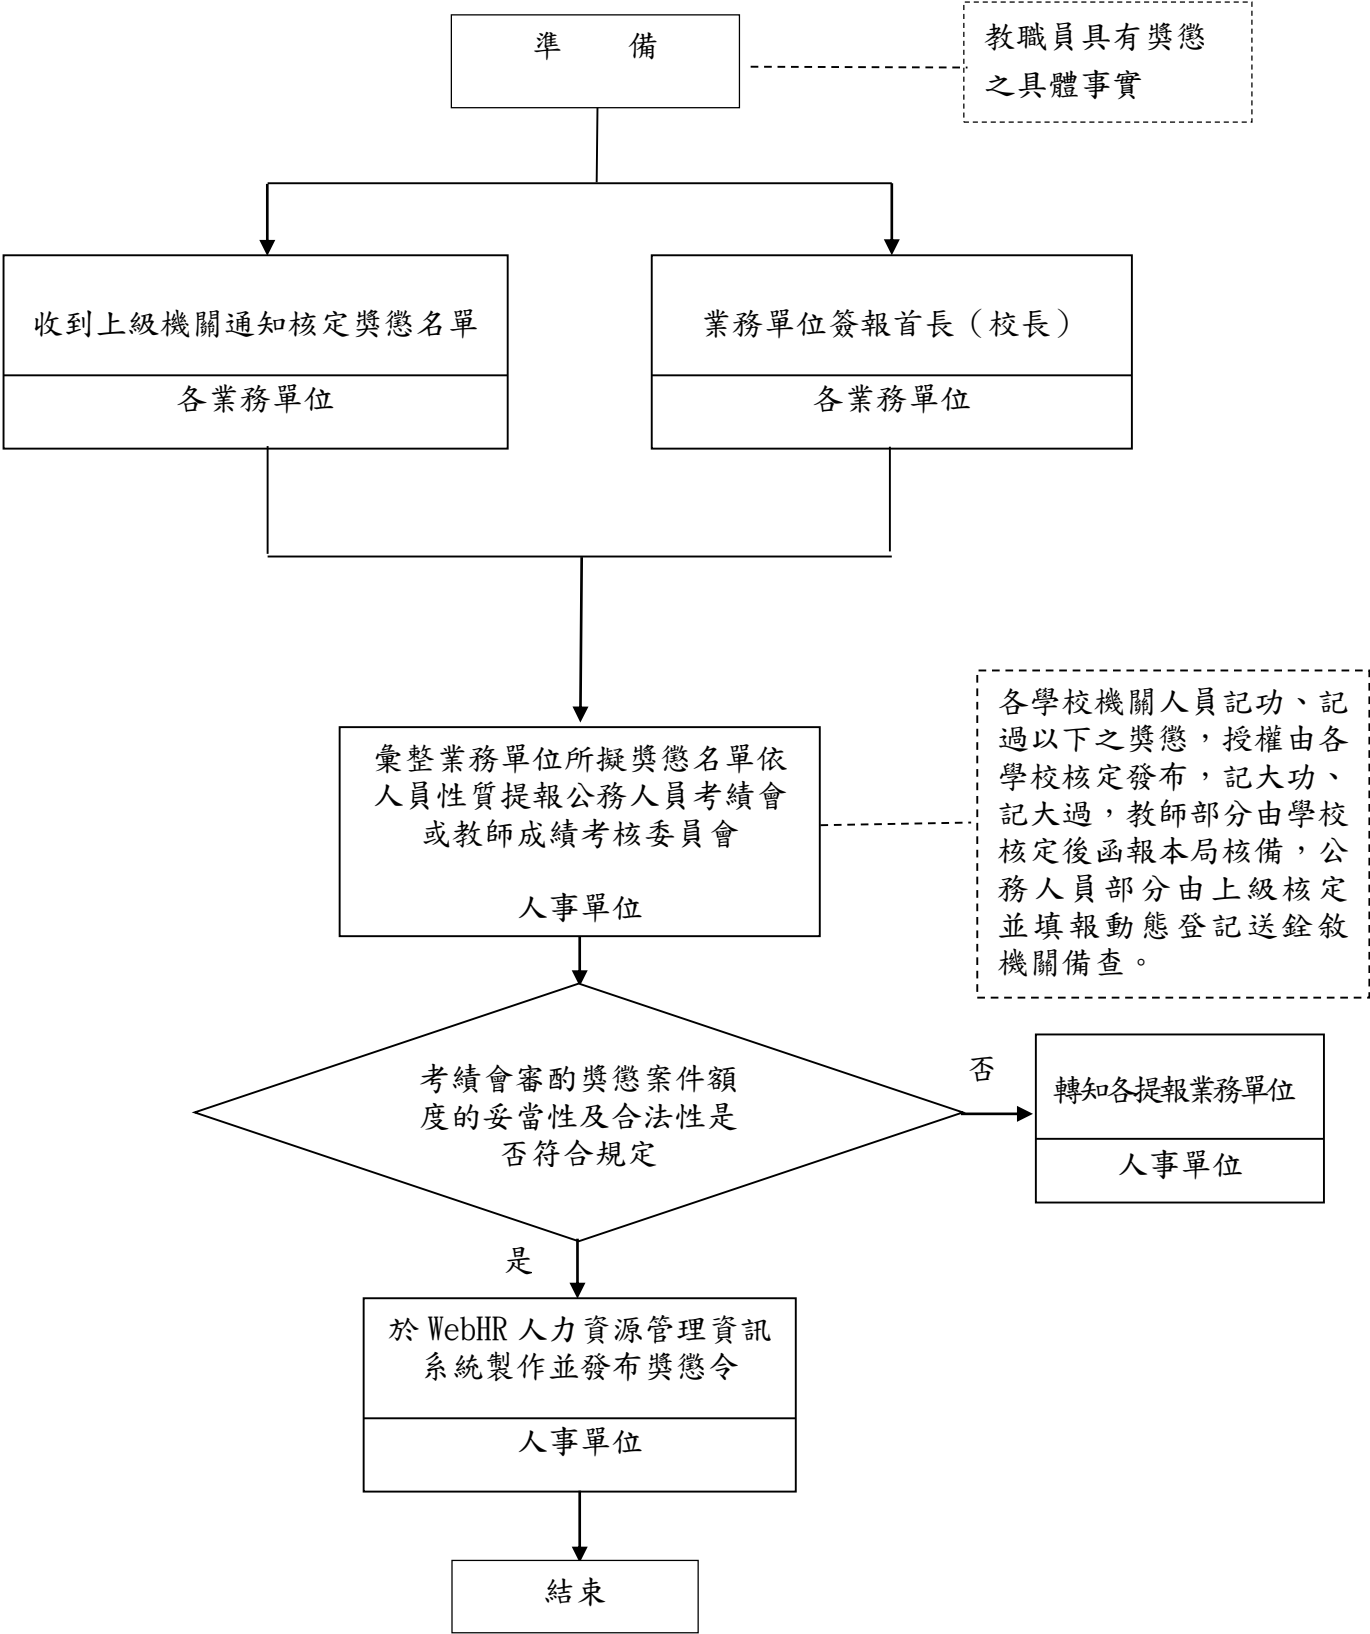 準 備
教職員具有獎懲
之具體事實
收到上級機關通知核定獎懲名單
各業務單位
業務單位簽報首長（校長）
各業務單位
彙整業務單位所擬獎懲名單依
人員性質提報公務人員考績會
或教師成績考核委員會
人事單位
各學校機關人員記功、記
過以下之獎懲，授權由各
學校核定發布，記大功、
記大過，教師部分由學校
核定後函報本局核備，公
務人員部分由上級核定
並填報動態登記送銓敘
機關備查。
考績會審酌獎懲案件額
度的妥當性及合法性是
否符合規定
否
轉知各提報業務單位
人事單位
是
於 WebHR 人力資源管理資訊
系統製作並發布獎懲令
人事單位
結束